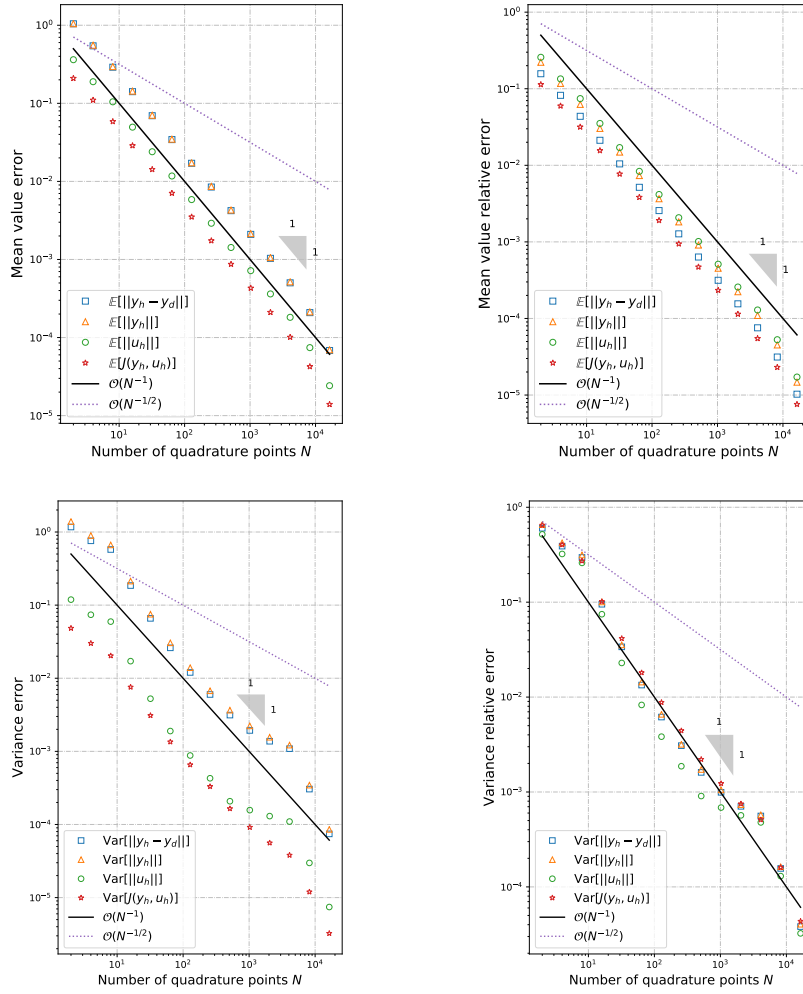 Mean value error
10⁰
10⁻¹
10⁻²
10⁻³
10⁻⁴
10⁻⁵
1
1
𝔼[||y_h − y_d||]
𝔼[||y_h||]
𝔼[||u_h||]
𝔼[J(y_h, u_h)]
𝒪(N⁻¹)
𝒪(N^{-1/2})
10¹ 10² 10³ 10⁴
Number of quadrature points N
Mean value relative error
10⁰
10⁻¹
10⁻²
10⁻³
10⁻⁴
10⁻⁵
1
1
𝔼[||y_h − y_d||]
𝔼[||y_h||]
𝔼[||u_h||]
𝔼[J(y_h, u_h)]
𝒪(N⁻¹)
𝒪(N^{-1/2})
10¹ 10² 10³ 10⁴
Number of quadrature points N
Variance error
10⁰
10⁻¹
10⁻²
10⁻³
10⁻⁴
10⁻⁵
1
1
Var[||y_h − y_d||]
Var[||y_h||]
Var[||u_h||]
Var[J(y_h, u_h)]
𝒪(N⁻¹)
𝒪(N^{-1/2})
10¹ 10² 10³ 10⁴
Number of quadrature points N
Variance relative error
10⁰
10⁻¹
10⁻²
10⁻³
10⁻⁴
1
1
Var[||y_h − y_d||]
Var[||y_h||]
Var[||u_h||]
Var[J(y_h, u_h)]
𝒪(N⁻¹)
𝒪(N^{-1/2})
10¹ 10² 10³ 10⁴
Number of quadrature points N